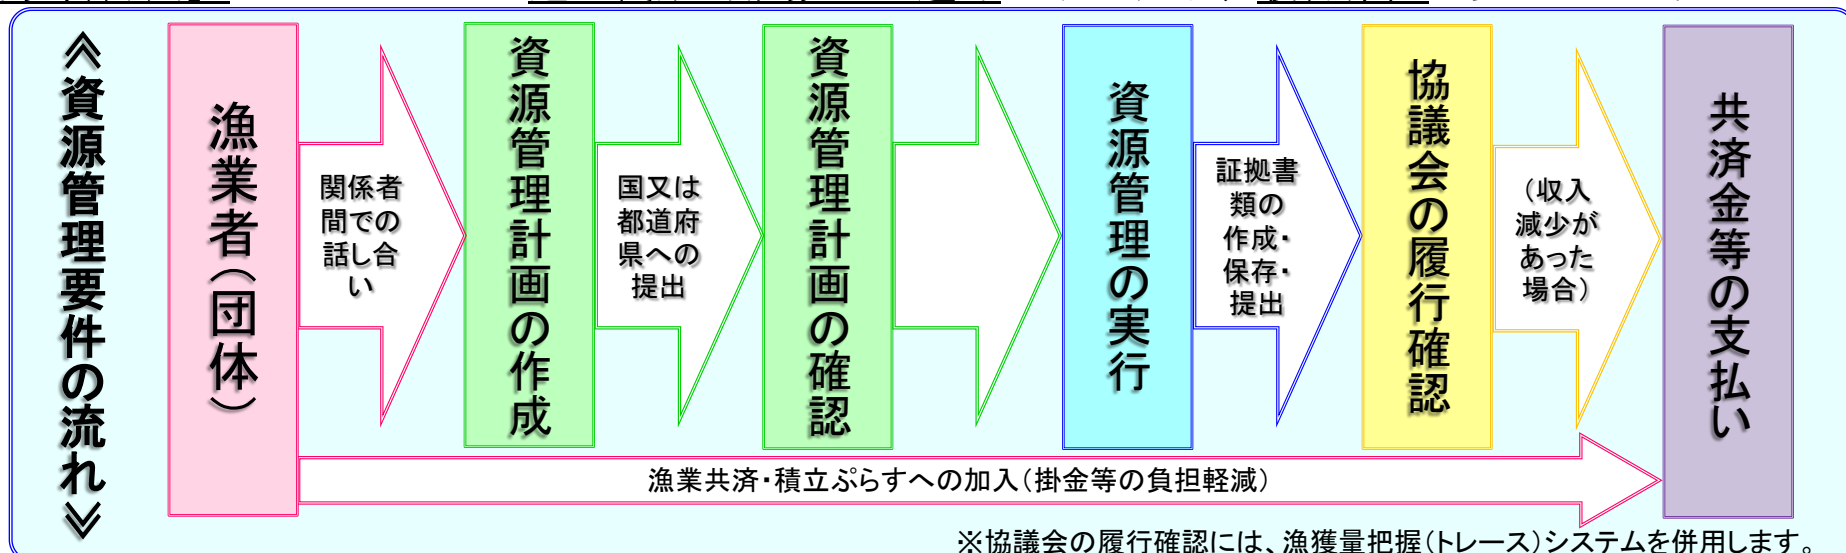 ≪資源管理要件の流れ≫
漁業者（団体）
関係者
間での
話し合
い
資源管理計画の作成
国又は
都道府
県への
提出
資源管理計画の確認
資源管理の実行
証拠書
類の
作成・
保存・
提出
協議会の履行確認
（収入
減少が
あった
場合）
共済金等の支払い
漁業共済・積立ぷらすへの加入（掛金等の負担軽減）
※協議会の履行確認には、漁獲量把握（トレース）システムを併用します。